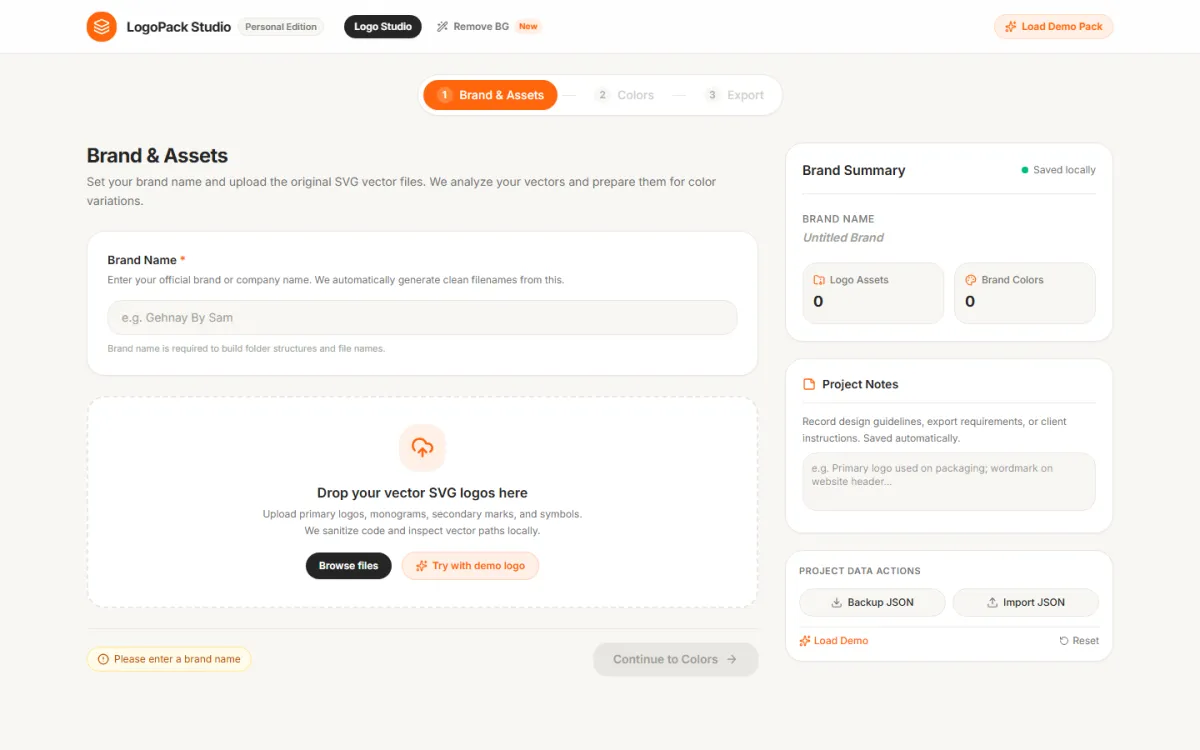 LogoPack Studio Personal Edition Logo Studio Remove BG New Load Demo Pack
1 Brand & Assets 2 Colors 3 Export
Brand & Assets
Set your brand name and upload the original SVG vector files. We analyze your vectors and prepare them for color
variations.
Brand Name *
Enter your official brand or company name. We automatically generate clean filenames from this.
e.g. Gehnay By Sam
Brand name is required to build folder structures and file names.
Drop your vector SVG logos here
Upload primary logos, monograms, secondary marks, and symbols.
We sanitize code and inspect vector paths locally.
Browse files Try with demo logo
Please enter a brand name Continue to Colors
Brand Summary Saved locally
BRAND NAME
Untitled Brand
Logo Assets Brand Colors
0 0
Project Notes
Record design guidelines, export requirements, or client
instructions. Saved automatically.
e.g. Primary logo used on packaging; wordmark on
website header...
PROJECT DATA ACTIONS
Backup JSON Import JSON
Load Demo Reset